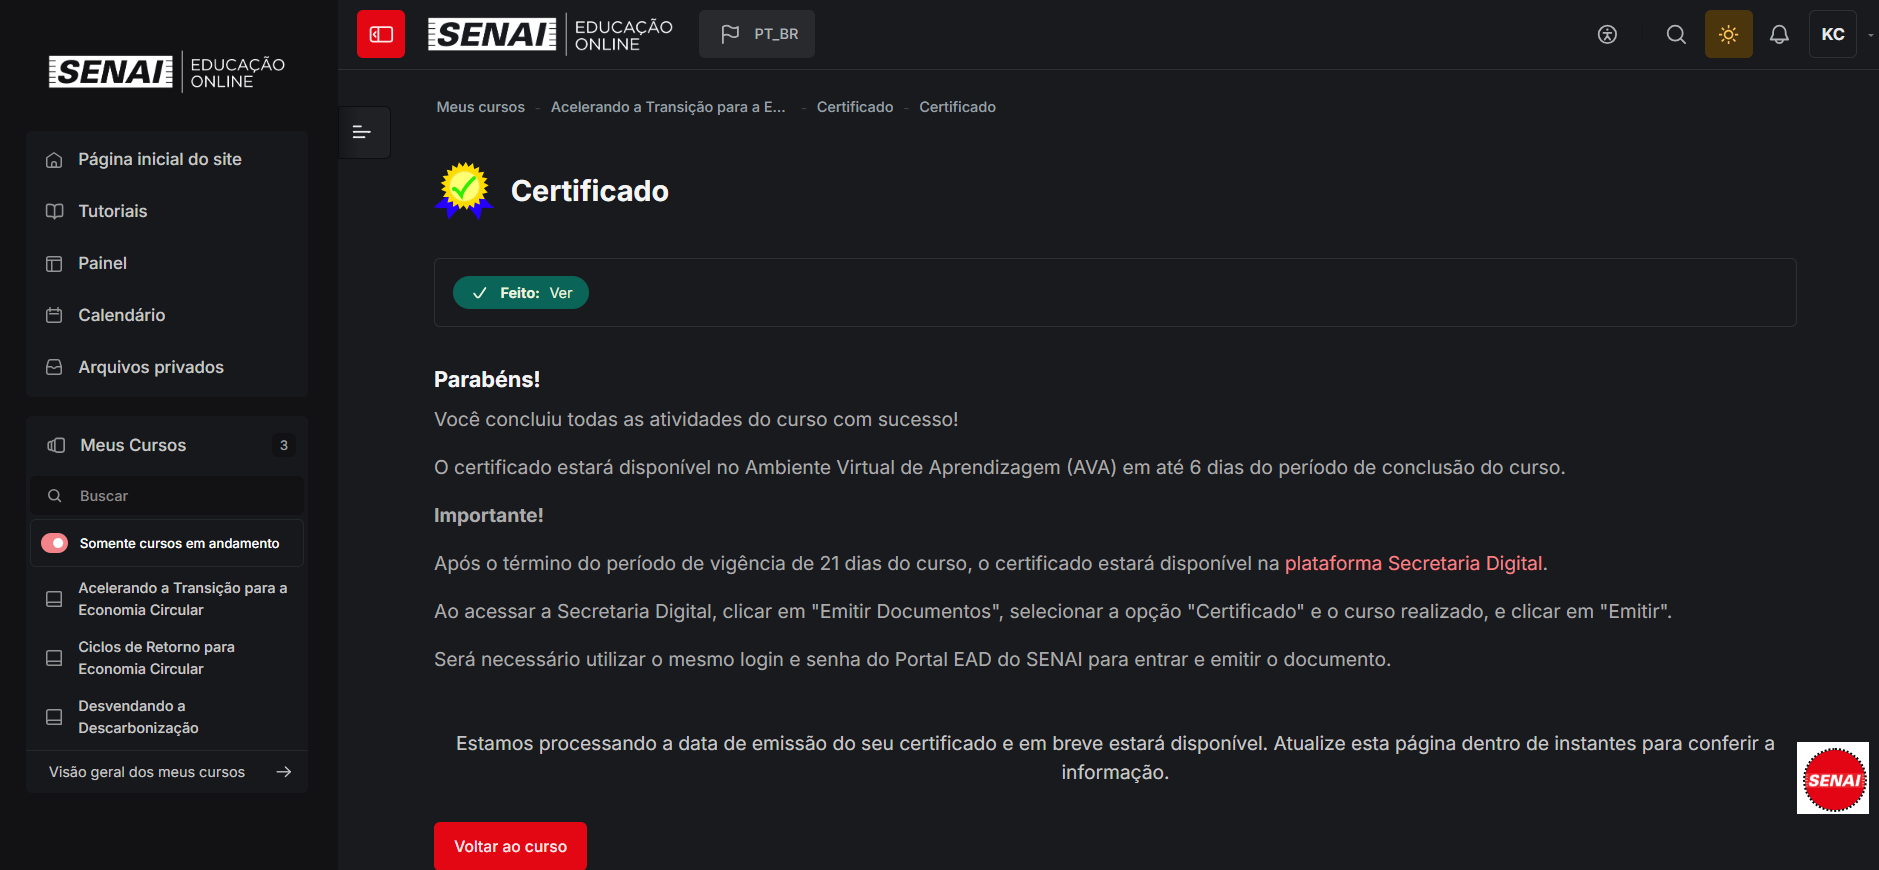 SENAI EDUCAÇÃO ONLINE
Página inicial do site
Tutoriais
Painel
Calendário
Arquivos privados
Meus Cursos 3
Buscar
Somente cursos em andamento
Acelerando a Transição para a
Economia Circular
Ciclos de Retorno para
Economia Circular
Desvendando a
Descarbonização
Visão geral dos meus cursos
SENAI EDUCAÇÃO ONLINE PT_BR KC
Meus cursos - Acelerando a Transição para a E... - Certificado - Certificado
Certificado
Feito: Ver
Parabéns!
Você concluiu todas as atividades do curso com sucesso!
O certificado estará disponível no Ambiente Virtual de Aprendizagem (AVA) em até 6 dias do período de conclusão do curso.
Importante!
Após o término do período de vigência de 21 dias do curso, o certificado estará disponível na plataforma Secretaria Digital.
Ao acessar a Secretaria Digital, clicar em "Emitir Documentos", selecionar a opção "Certificado" e o curso realizado, e clicar em "Emitir".
Será necessário utilizar o mesmo login e senha do Portal EAD do SENAI para entrar e emitir o documento.
Estamos processando a data de emissão do seu certificado e em breve estará disponível. Atualize esta página dentro de instantes para conferir a
informação.
SENAI
Voltar ao curso